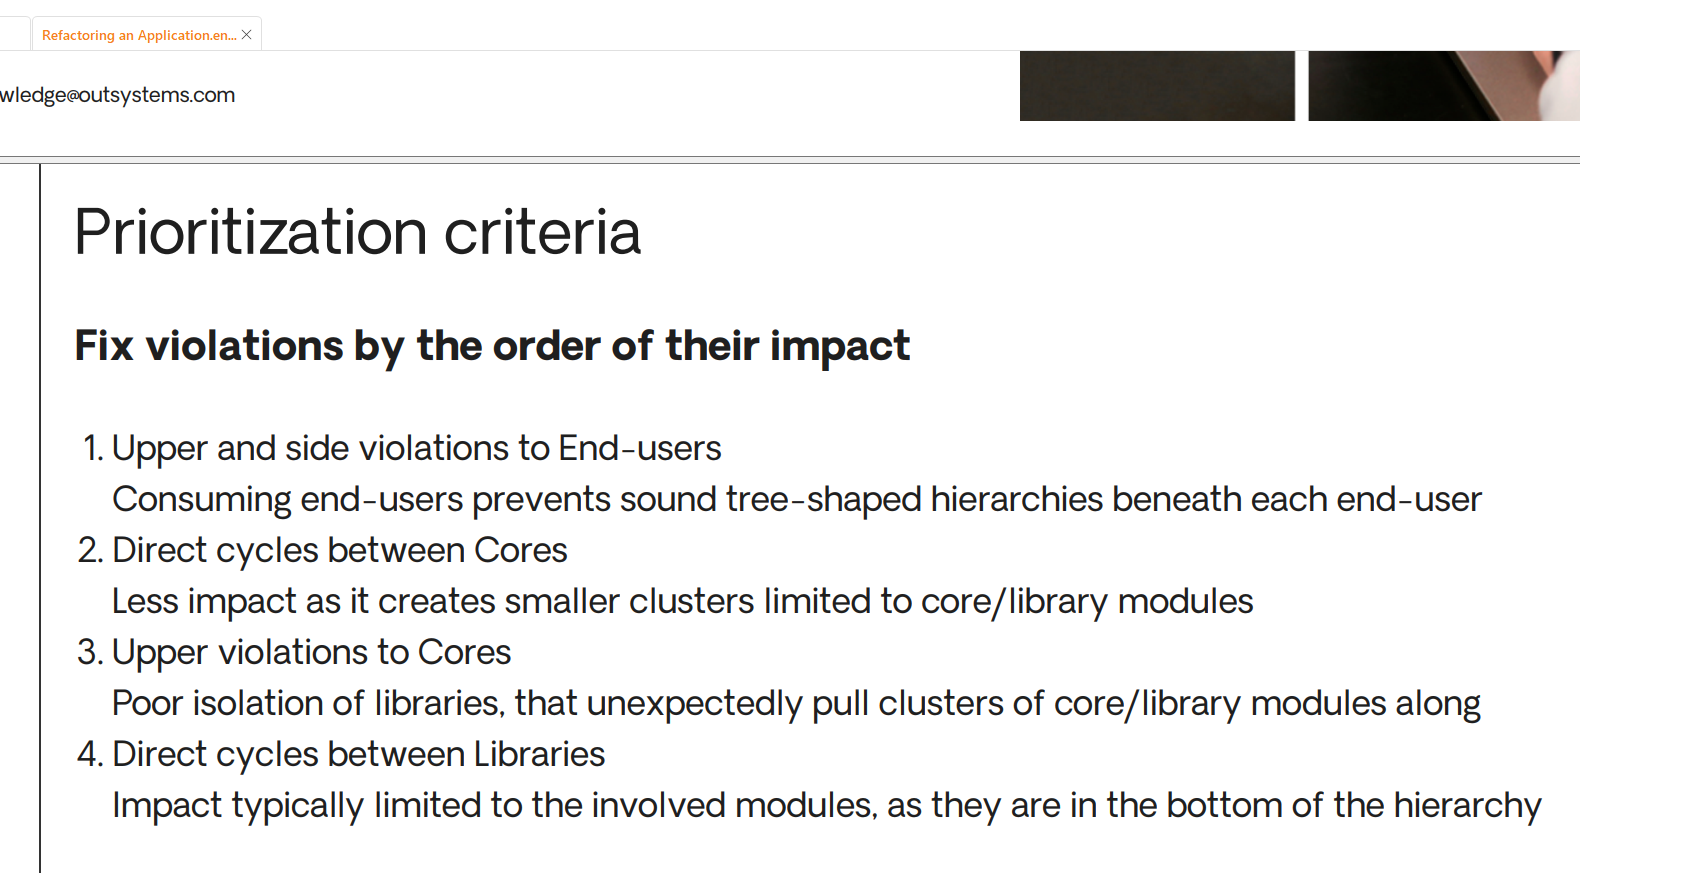 Refactoring an Application.en...
wledge@outsystems.com
Prioritization criteria
Fix violations by the order of their impact
1. Upper and side violations to End-users
Consuming end-users prevents sound tree-shaped hierarchies beneath each end-user
2. Direct cycles between Cores
Less impact as it creates smaller clusters limited to core/library modules
3. Upper violations to Cores
Poor isolation of libraries, that unexpectedly pull clusters of core/library modules along
4. Direct cycles between Libraries
Impact typically limited to the involved modules, as they are in the bottom of the hierarchy